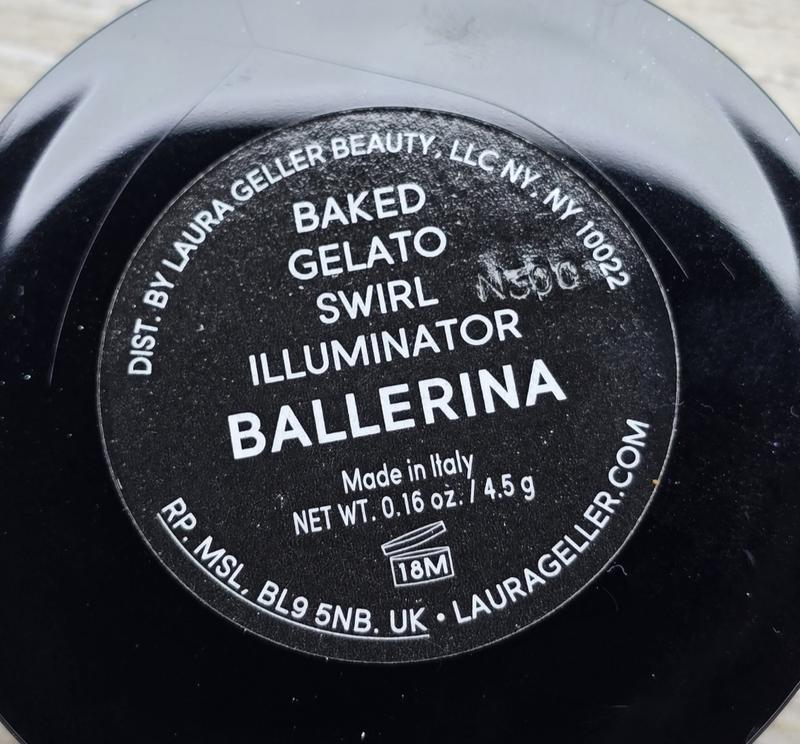 DIST. BY LAURA GELLER BEAUTY, LLC NY, NY 10022
BAKED
GELATO
SWIRL
ILLUMINATOR
BALLERINA
Made in Italy
NET WT. 0.16 oz. / 4.5 g
18M
RP. MSL, BL9 5NB. UK • LAURAGELLER.COM